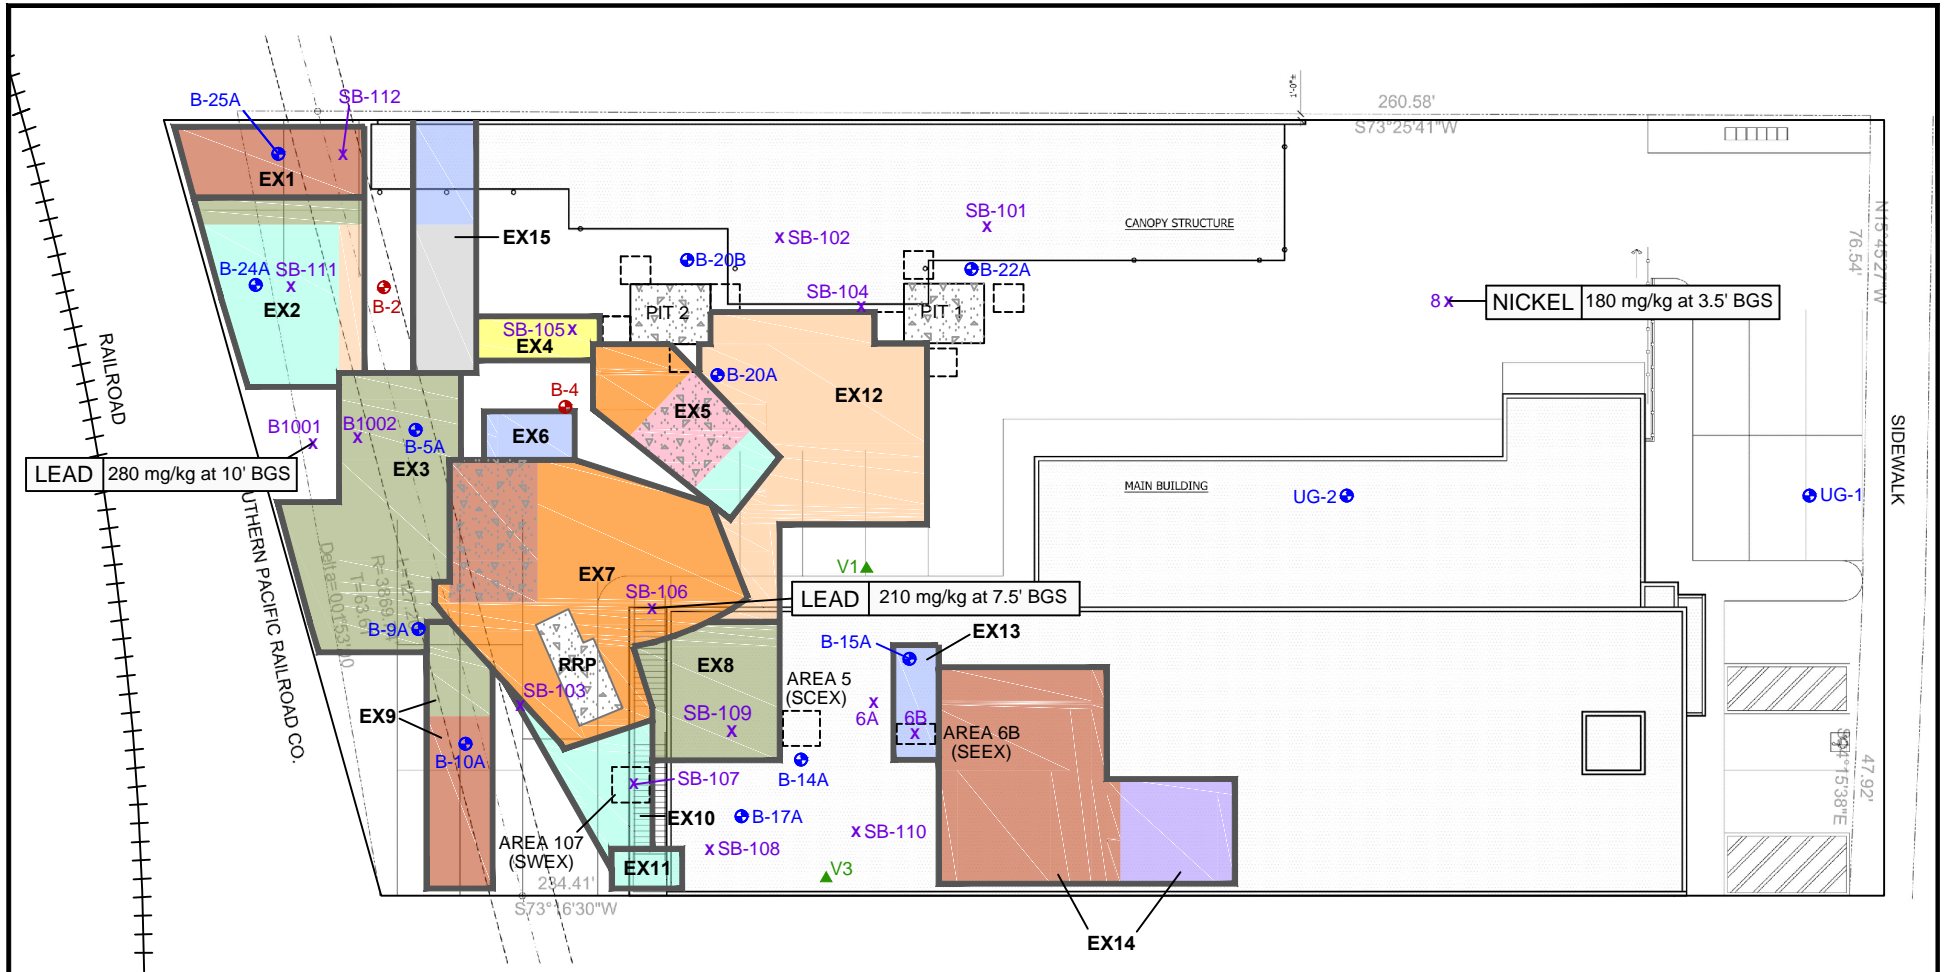 B-25A
SB-112
1'-0"±
260.58'
S73°25'41"W
EX1
SB-101
CANOPY STRUCTURE
N15°45'27"W
76.54'
EX15
SB-102
B-20B
B-22A
B-24A
SB-111
EX2
B-2
SB-104
PIT 2
PIT 1
8
NICKEL
180 mg/kg at 3.5' BGS
SB-105
EX4
RAILROAD
B-20A
B-4
EX12
EX5
B1001
B1002
B-5A
EX6
EX3
LEAD
280 mg/kg at 10' BGS
MAIN BUILDING
UG-2
UG-1
SIDEWALK
UTHERN PACIFIC RAILROAD CO.
V1
EX7
SB-106
LEAD
210 mg/kg at 7.5' BGS
B-9A
B-15A
EX13
RRP
EX8
AREA 5
(SCEX)
SB-103
6A
6B
EX9
SB-109
AREA 6B
(SEEX)
B-10A
SB-107
B-14A
47.92'
EX10
B-17A
SB-110
AREA 107
(SWEX)
SB-108
EX11
V3
234.41'
S73°16'30"W
EX14